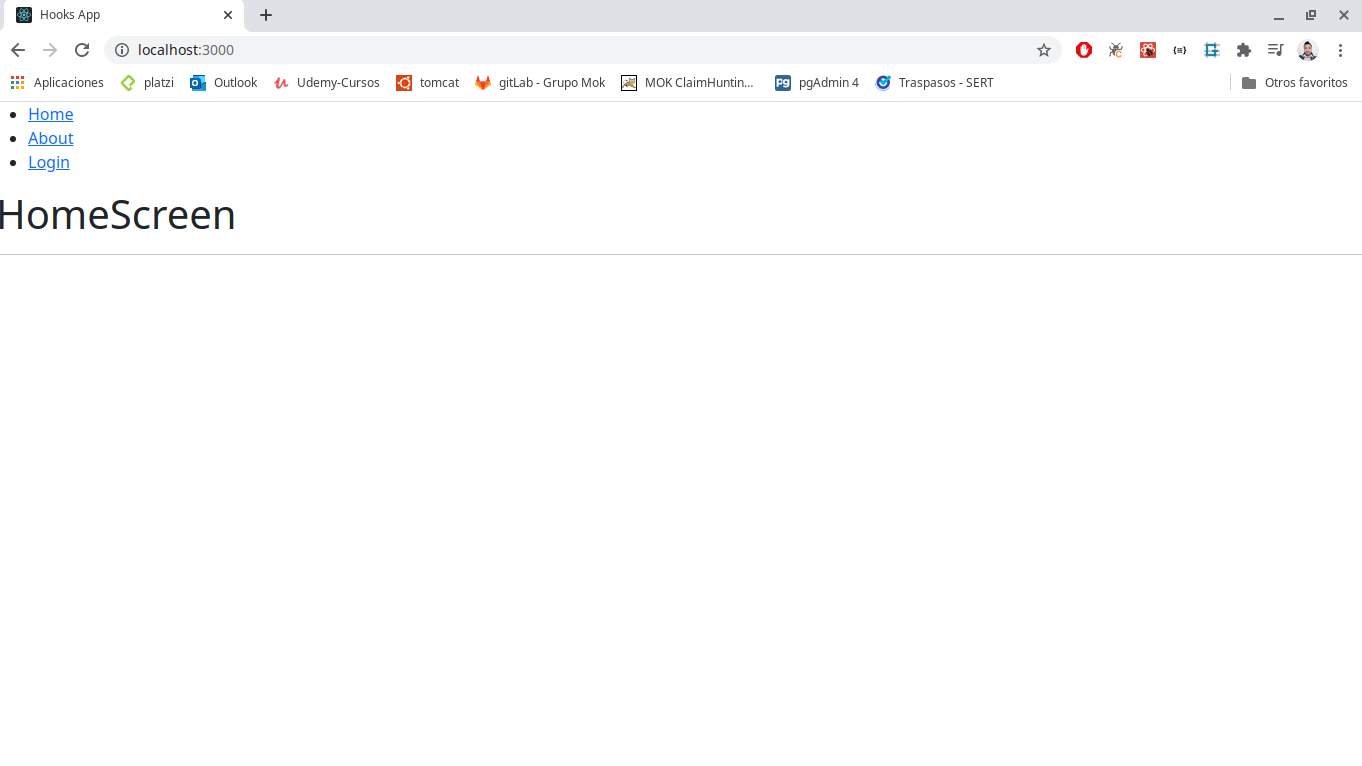 Hooks App
localhost:3000
Aplicaciones platzi Outlook Udemy-Cursos tomcat gitLab - Grupo Mok MOK ClaimHuntin... pgAdmin 4 Traspasos - SERT Otros favoritos
Home
About
Login
HomeScreen